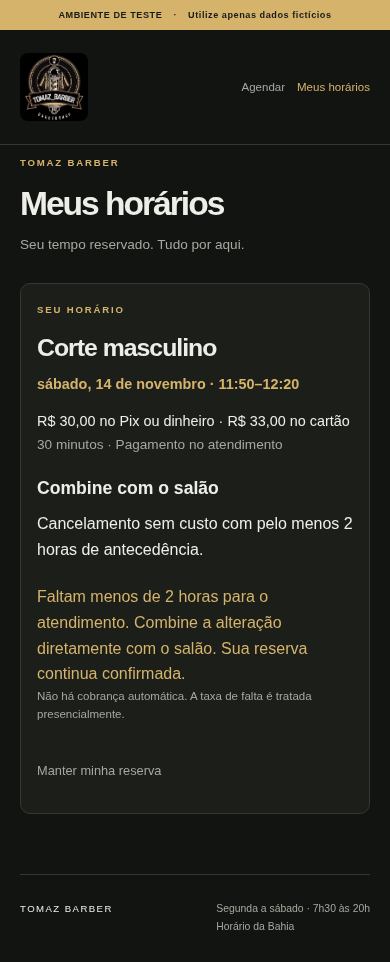 AMBIENTE DE TESTE · Utilize apenas dados fictícios
TOMAZ_BARBER
BARBERSHOP
Agendar Meus horários
TOMAZ BARBER
Meus horários
Seu tempo reservado. Tudo por aqui.
SEU HORÁRIO
Corte masculino
sábado, 14 de novembro · 11:50–12:20
R$ 30,00 no Pix ou dinheiro · R$ 33,00 no cartão
30 minutos · Pagamento no atendimento
Combine com o salão
Cancelamento sem custo com pelo menos 2
horas de antecedência.
Faltam menos de 2 horas para o
atendimento. Combine a alteração
diretamente com o salão. Sua reserva
continua confirmada.
Não há cobrança automática. A taxa de falta é tratada
presencialmente.
Manter minha reserva
TOMAZ BARBER
Segunda a sábado · 7h30 às 20h
Horário da Bahia